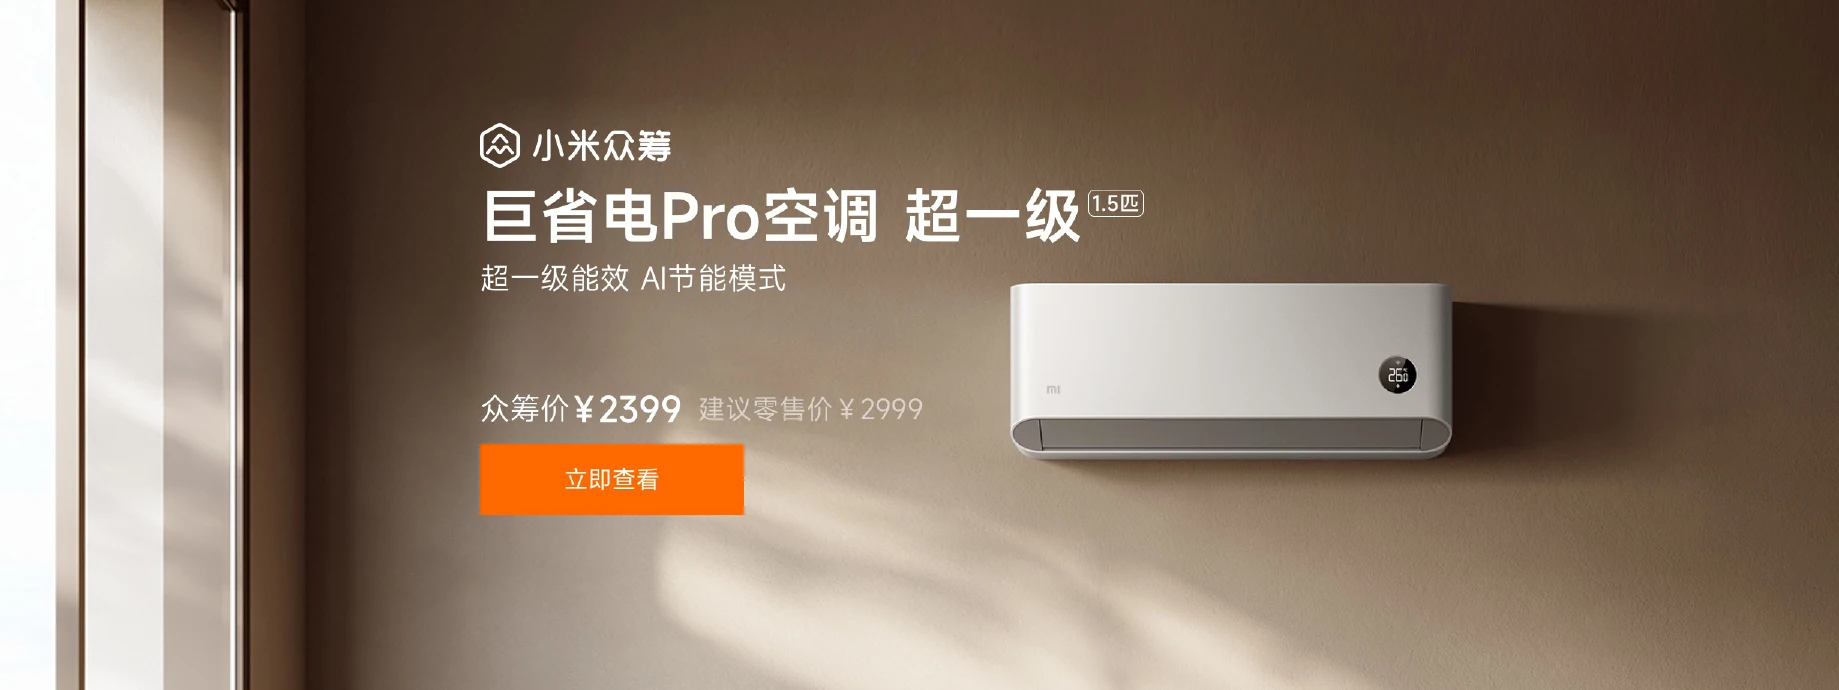 小米众筹
巨省电Pro空调 超一级 1.5匹
超一级能效 AI节能模式
众筹价¥2399 建议零售价¥2999
立即查看
mi
26